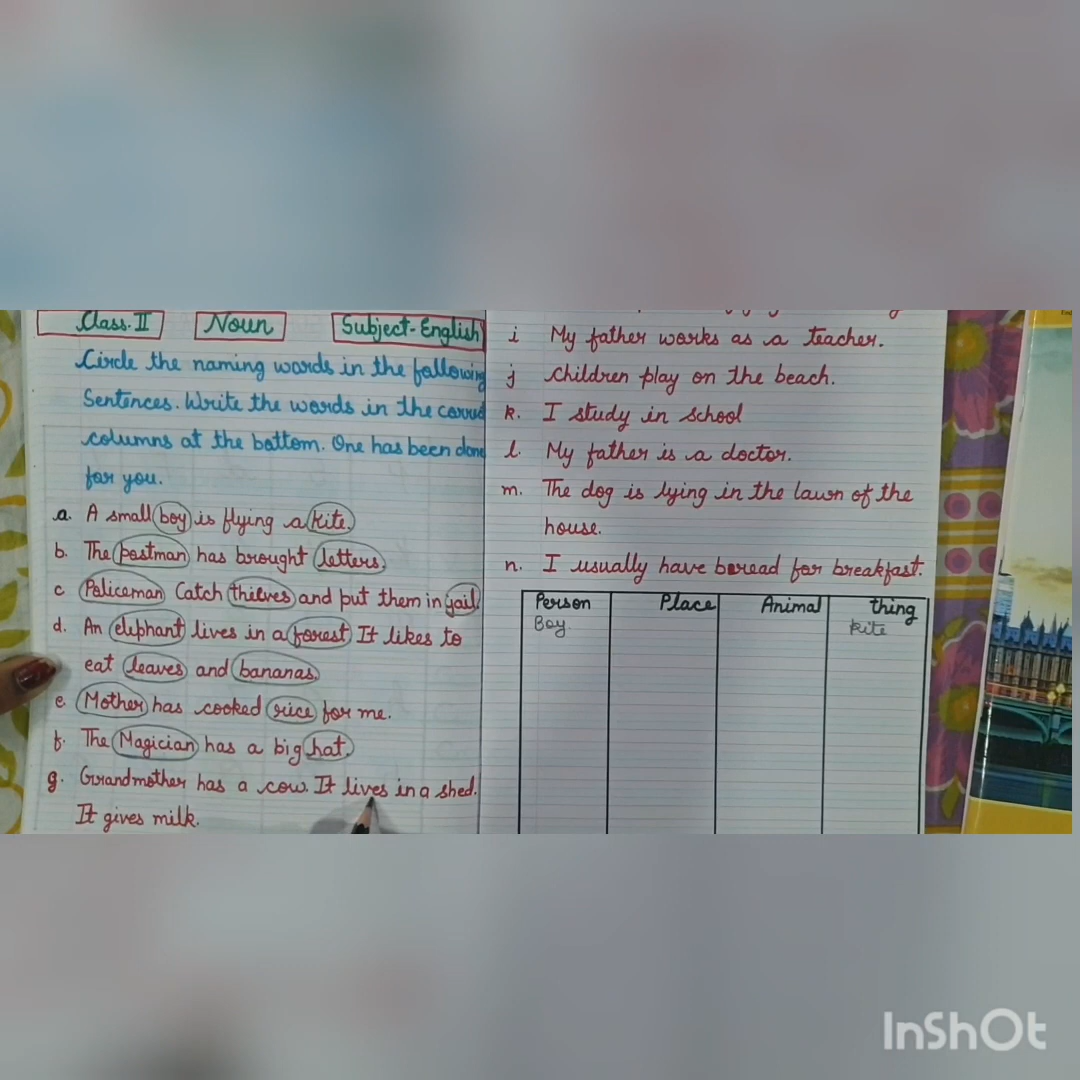 Class-II Noun Subject-English
Circle the naming words in the following
Sentences. Write the words in the
columns at the bottom. One has been done
for you.
a. A small boy is flying a kite.
b. The postman has brought letters.
c Policeman Catch thieves and put them in jail.
d. An elephant lives in a forest It likes to
eat leaves and bananas.
e. Mother has cooked rice for me.
f. The Magician has a big hat.
g. Grandmother has a cow. It lives in a shed.
It gives milk.
i My father works as a teacher.
j children play on the beach.
k. I study in school
l. My father is a doctor.
m. The dog is lying in the lawn of the
house.
n. I usually have bread for breakfast.
Person Place Animal thing
Boy. kite
InShOt